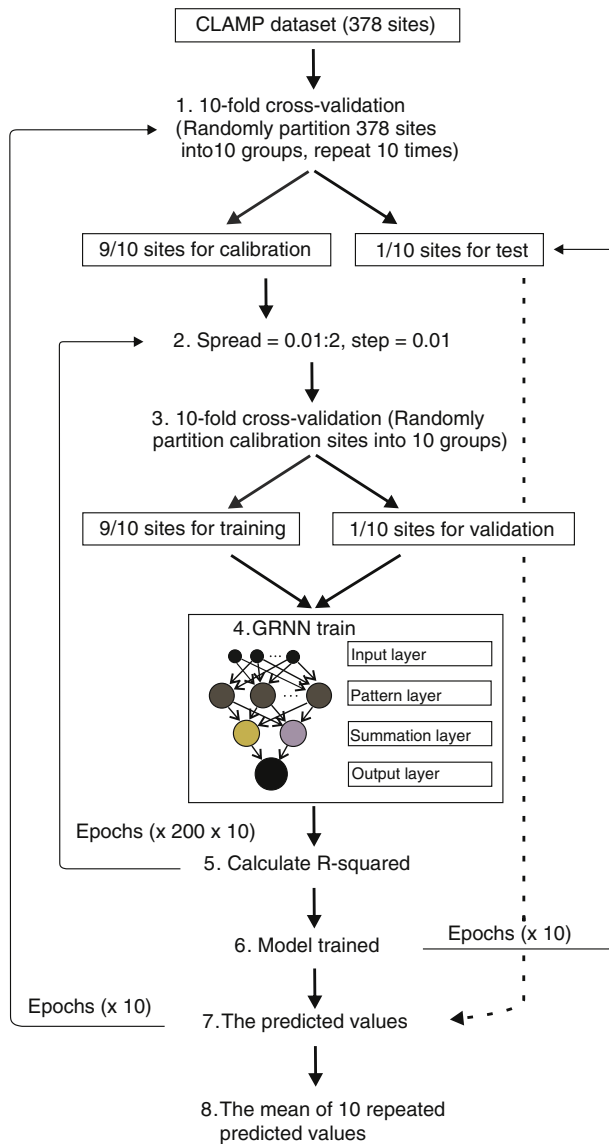 CLAMP dataset (378 sites)
1. 10-fold cross-validation
(Randomly partition 378 sites
into10 groups, repeat 10 times)
9/10 sites for calibration
1/10 sites for test
2. Spread = 0.01:2, step = 0.01
3. 10-fold cross-validation (Randomly
partition calibration sites into 10 groups)
9/10 sites for training
1/10 sites for validation
4.GRNN train
...
Input layer
...
Pattern layer
Summation layer
Output layer
Epochs (x 200 x 10)
5. Calculate R-squared
6. Model trained
Epochs (x 10)
Epochs (x 10)
7.The predicted values
8.The mean of 10 repeated
predicted values